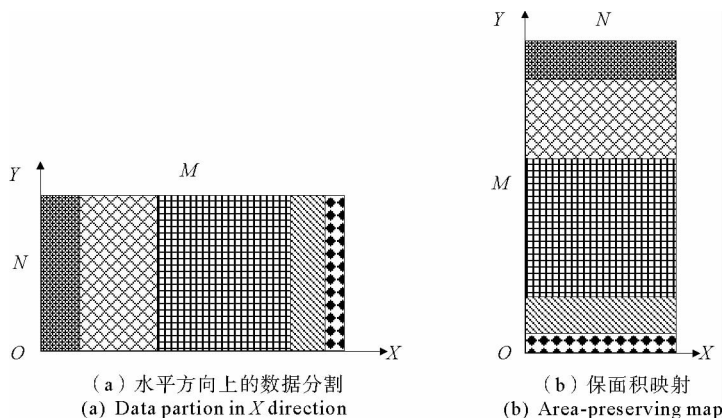 Y
M
N
O
X
（a）水平方向上的数据分割
(a) Data partion in X direction
Y
N
M
O
X
（b）保面积映射
(b) Area-preserving map